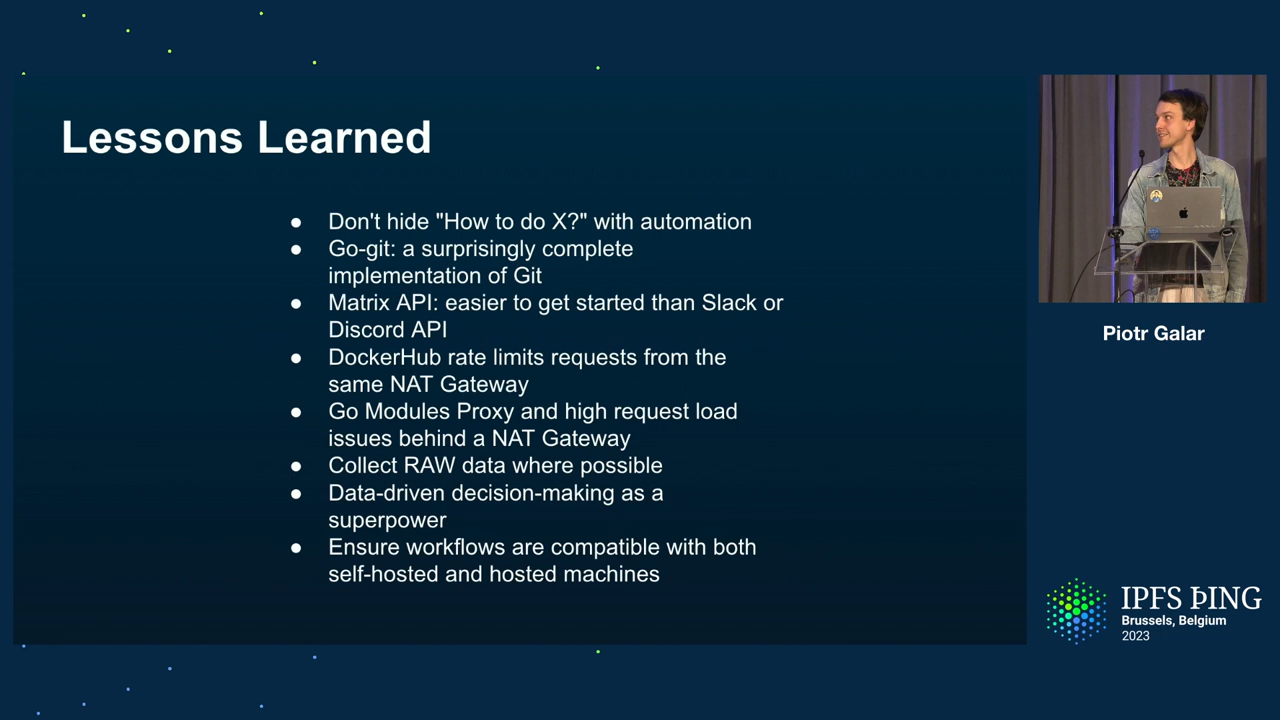 Lessons Learned
● Don't hide "How to do X?" with automation
● Go-git: a surprisingly complete
implementation of Git
● Matrix API: easier to get started than Slack or
Discord API
● DockerHub rate limits requests from the
same NAT Gateway
● Go Modules Proxy and high request load
issues behind a NAT Gateway
● Collect RAW data where possible
● Data-driven decision-making as a
superpower
● Ensure workflows are compatible with both
self-hosted and hosted machines
Piotr Galar
IPFS ÞING
Brussels, Belgium
2023